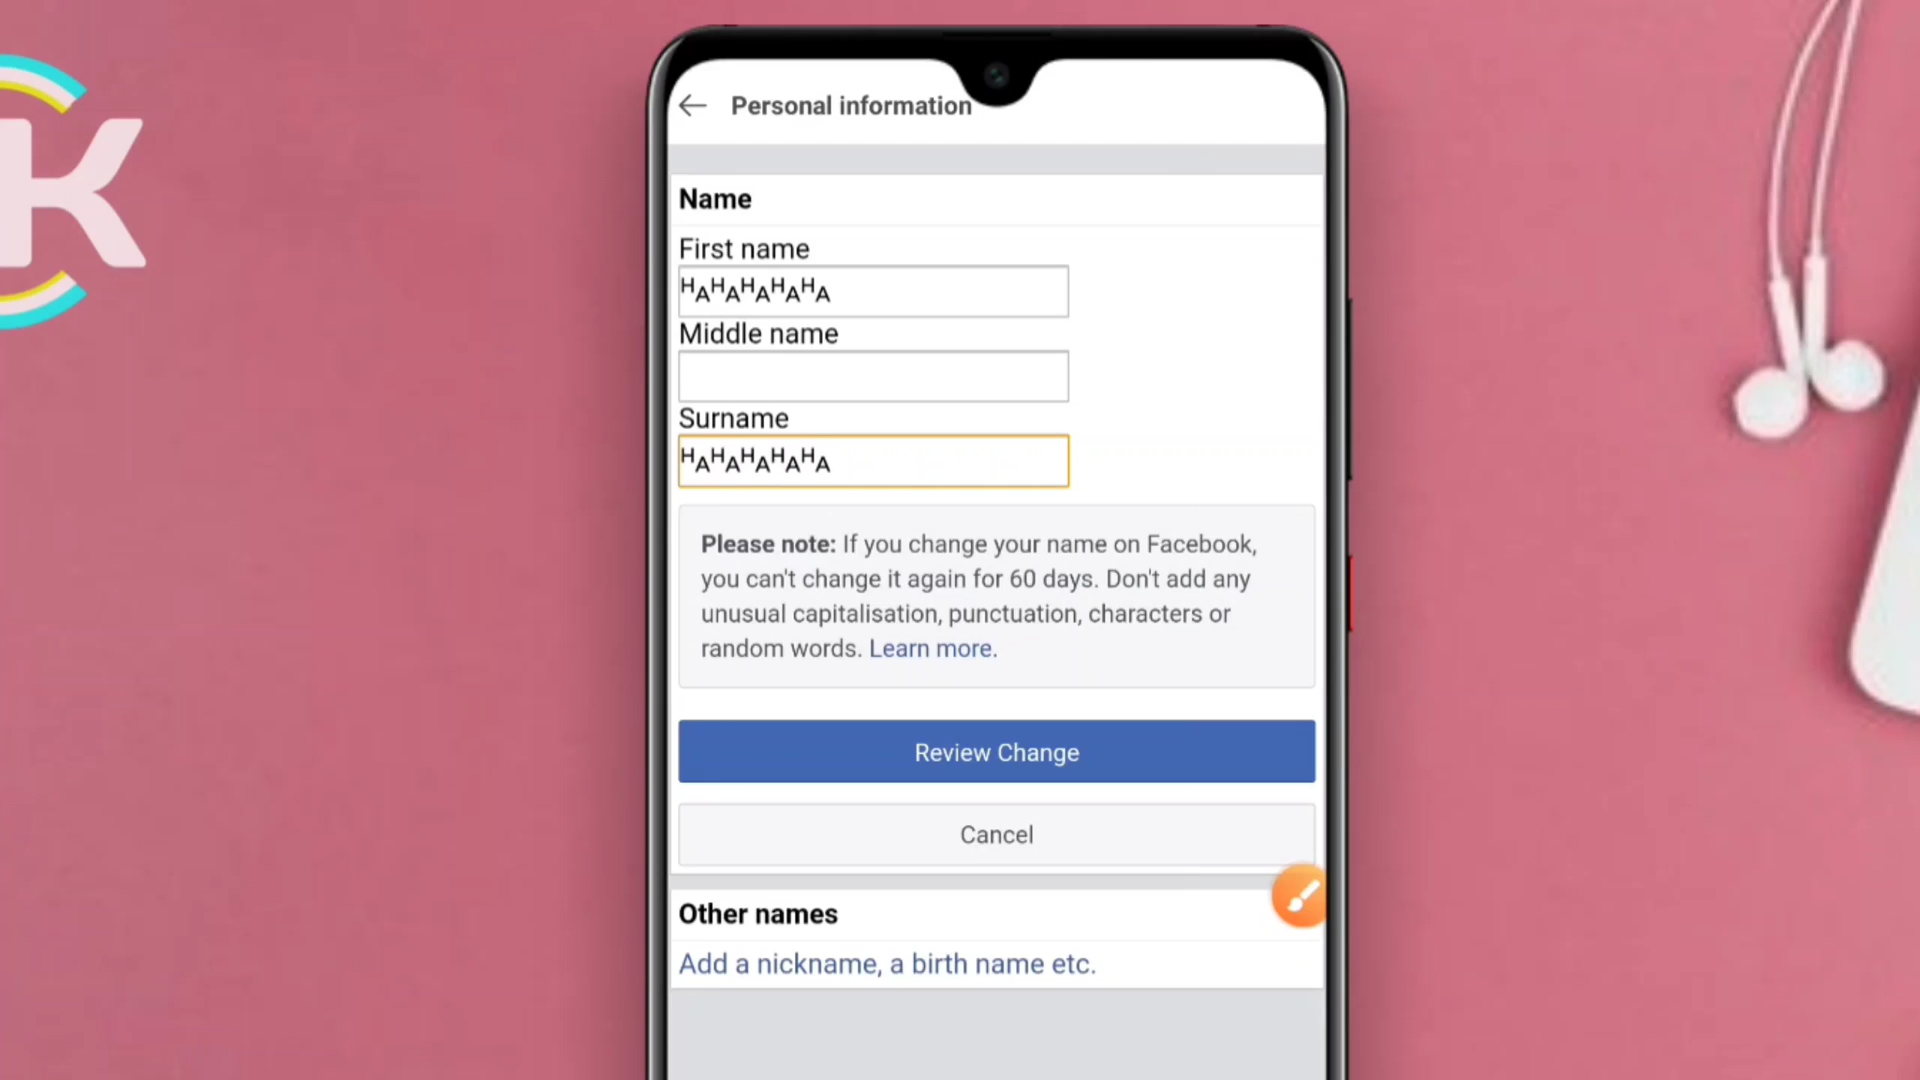 K
Personal information
Name
First name
ᴴᴀᴴᴀᴴᴀᴴᴀᴴᴀ
Middle name
Surname
ᴴᴀᴴᴀᴴᴀᴴᴀᴴᴀ
Please note: If you change your name on Facebook,
you can't change it again for 60 days. Don't add any
unusual capitalisation, punctuation, characters or
random words. Learn more.
Review Change
Cancel
Other names
Add a nickname, a birth name etc.